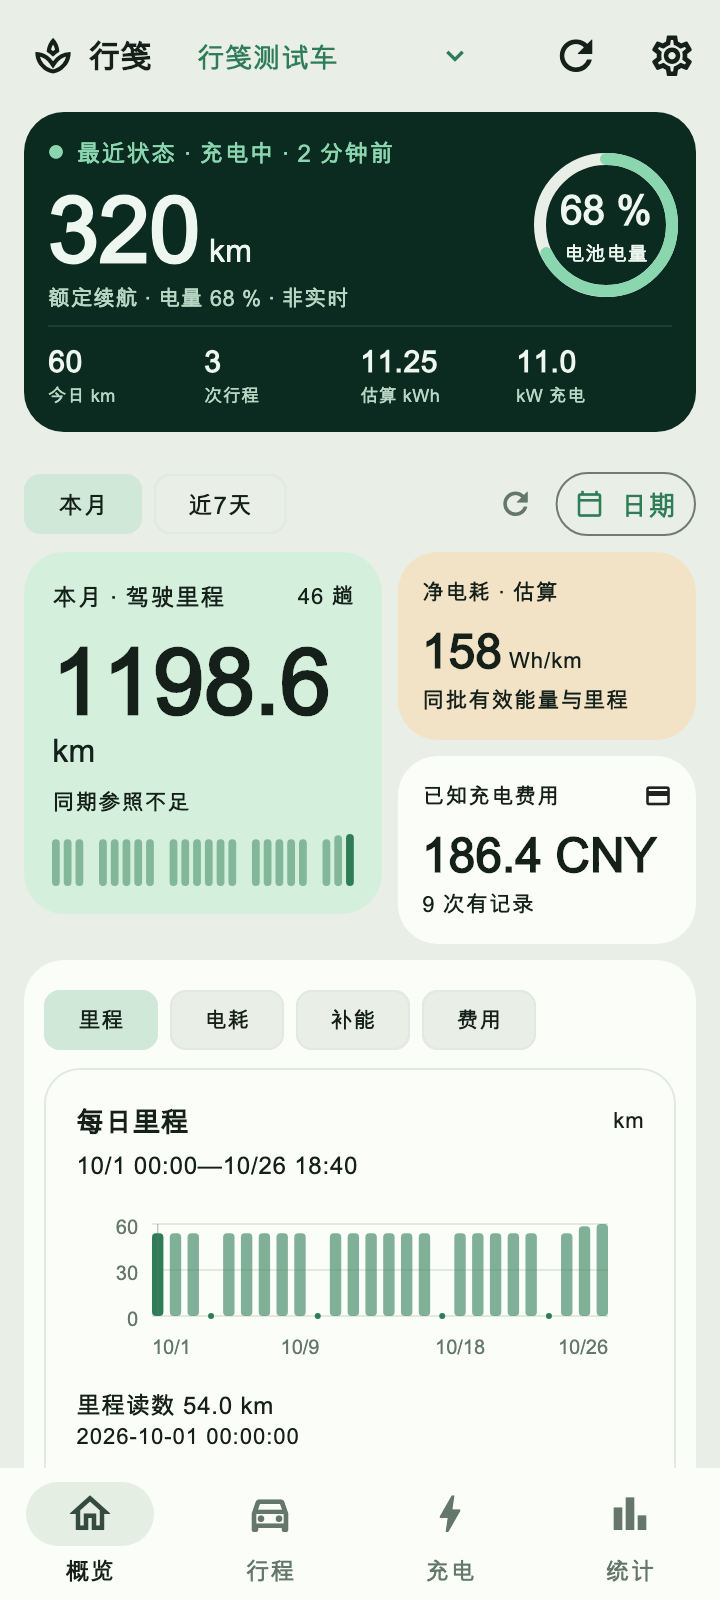 行笺
行笺测试车
最近状态 · 充电中 · 2 分钟前
320 km
68 %
电池电量
额定续航 · 电量 68 % · 非实时
60
今日 km
3
次行程
11.25
估算 kWh
11.0
kW 充电
本月
近7天
日期
本月 · 驾驶里程
46 趟
1198.6
km
同期参照不足
净电耗 · 估算
158 Wh/km
同批有效能量与里程
已知充电费用
186.4 CNY
9 次有记录
里程
电耗
补能
费用
每日里程
km
10/1 00:00—10/26 18:40
60
30
0
10/1
10/9
10/18
10/26
里程读数 54.0 km
2026-10-01 00:00:00
概览
行程
充电
统计